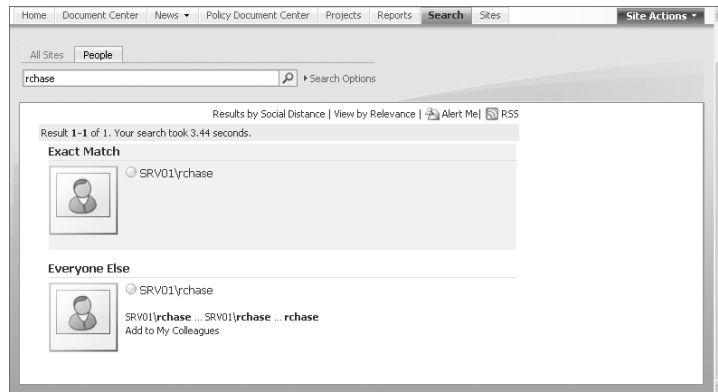 Home Document Center News Policy Document Center Projects Reports Search Sites Site Actions
All Sites People
rchase Search Options
Results by Social Distance | View by Relevance | Alert Me| RSS
Result 1-1 of 1. Your search took 3.44 seconds.
Exact Match
SRV01\rchase
Everyone Else
SRV01\rchase
SRV01\rchase ... SRV01\rchase ... rchase
Add to My Colleagues